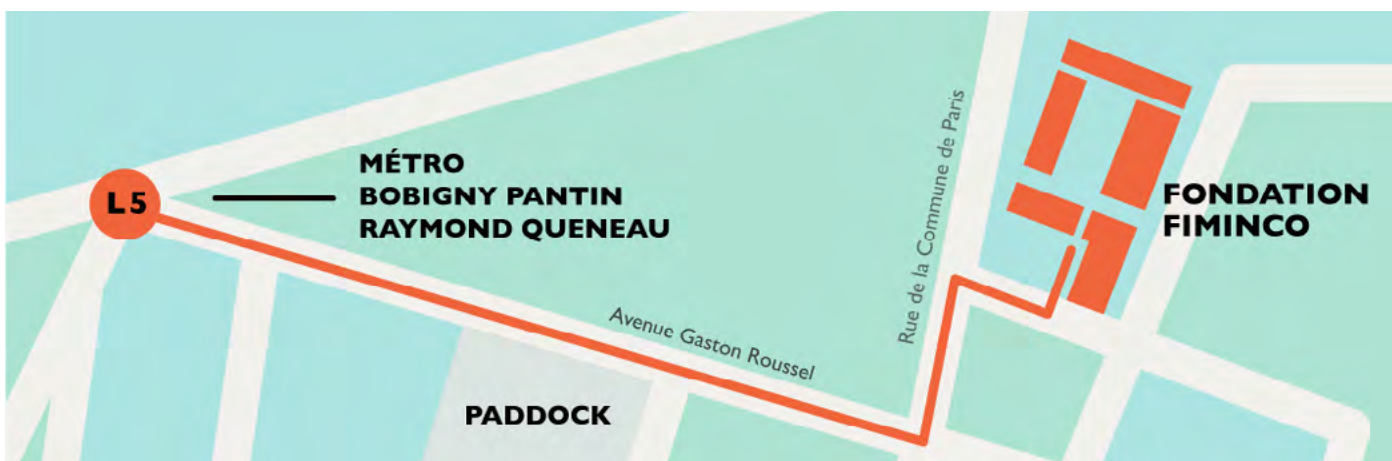 L5
MÉTRO
BOBIGNY PANTIN
RAYMOND QUENEAU
Avenue Gaston Roussel
PADDOCK
Rue de la Commune de Paris
FONDATION
FIMINCO